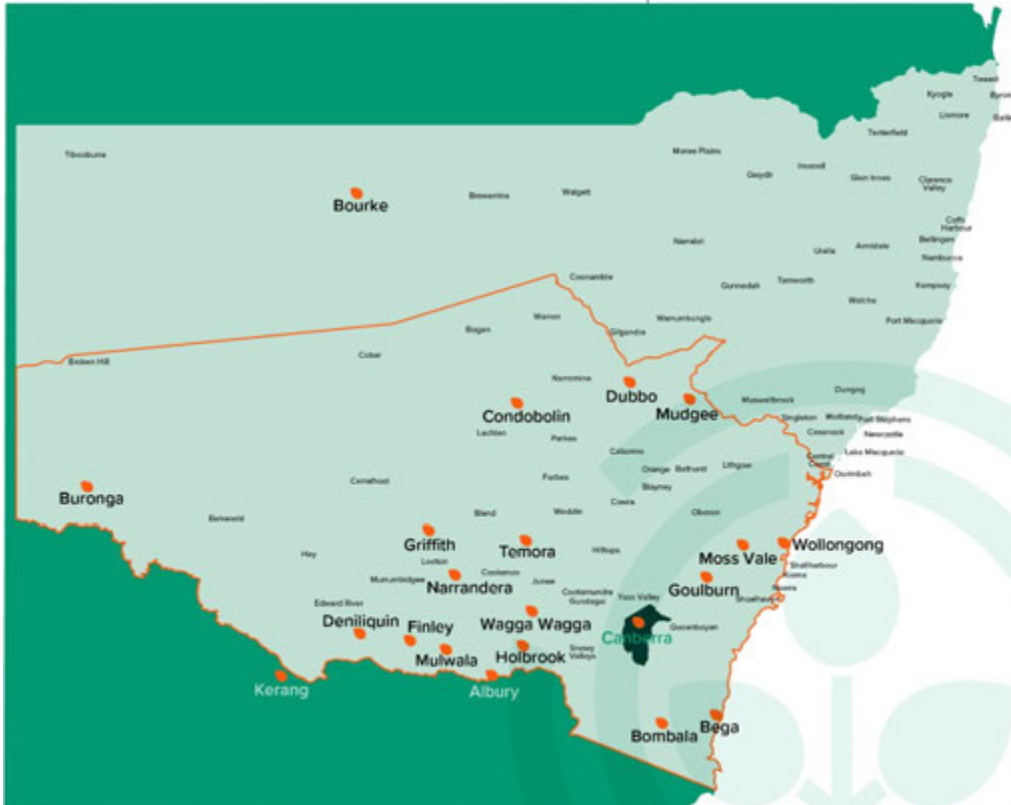 Tweed
Kyogle
Byron
Lismore
Tenterfield
Tibooburra
Moree Plains
Inverell
Gwydir
Glen Innes
Clarence
Valley
Bourke
Brewarrina
Walgett
Coffs
Harbour
Bellingen
Nambucca
Narrabri
Uralla
Armidale
Coonamble
Gunnedah
Tamworth
Kempsey
Walcha
Port Macquarie
Bogan
Warren
Gilgandra
Warrumbungle
Broken Hill
Cobar
Narromine
Dubbo
Mudgee
Muswellbrook
Dungog
Condobolin
Singleton
Maitland
Port Stephens
Cessnock
Newcastle
Lachlan
Parkes
Cabonne
Orange
Bathurst
Lithgow
Central
Coast
Lake Macquarie
Ourimbah
Buronga
Carrathool
Forbes
Blayney
Cowra
Oberon
Balranald
Bland
Weddin
Griffith
Temora
Hilltops
Moss Vale
Wollongong
Hay
Leeton
Shellharbour
Kiama
Murrumbidgee
Narrandera
Coolamon
Junee
Cootamundra
Gundagai
Yass Valley
Goulburn
Nowra
Shoalhaven
Edward River
Deniliquin
Finley
Wagga Wagga
Canberra
Queanbeyan
Mulwala
Holbrook
Snowy
Valleys
Kerang
Albury
Bombala
Bega